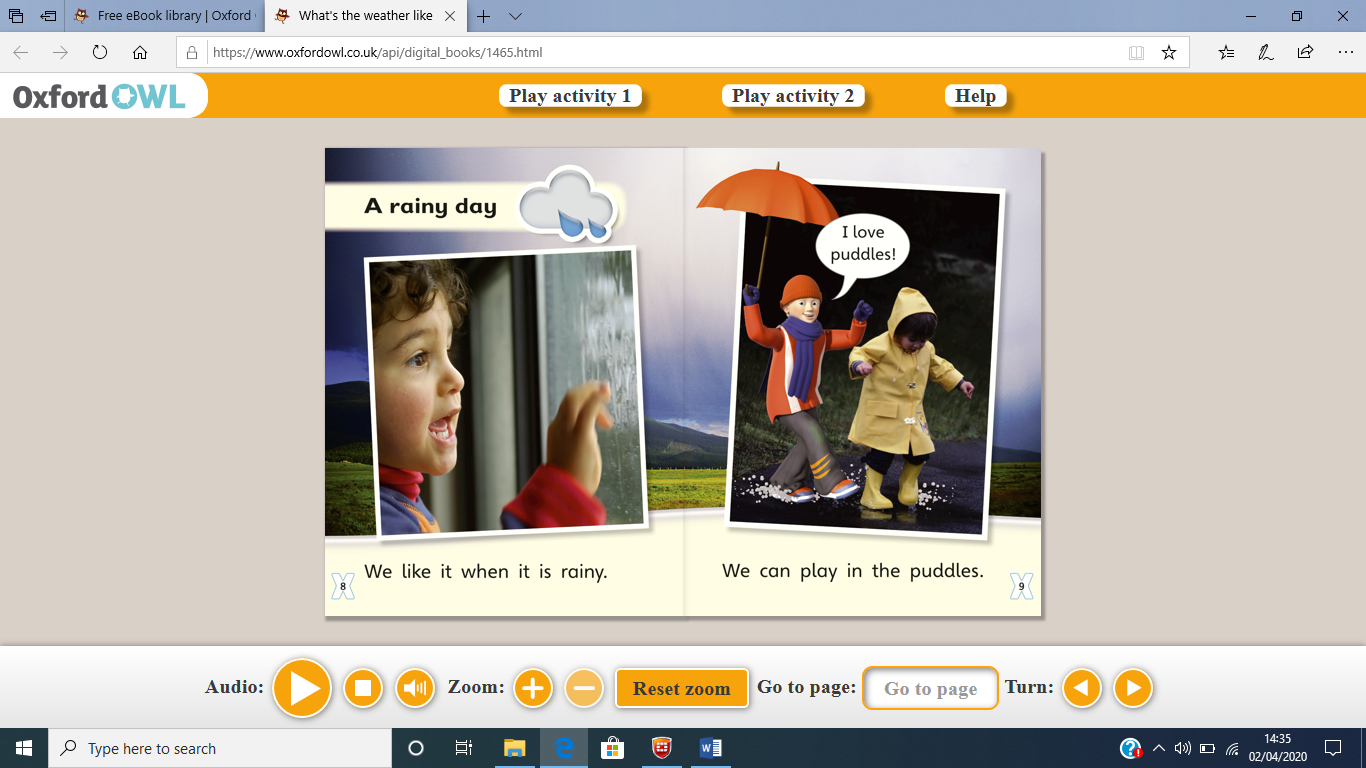 Free eBook library | Oxford
What's the weather like
https://www.oxfordowl.co.uk/api/digital_books/1465.html
Oxford OWL
Play activity 1
Play activity 2
Help
A rainy day
We like it when it is rainy.
8
I love
puddles!
We can play in the puddles.
9
Audio:
Zoom:
Reset zoom
Go to page:
Go to page
Turn:
Type here to search
14:35
02/04/2020